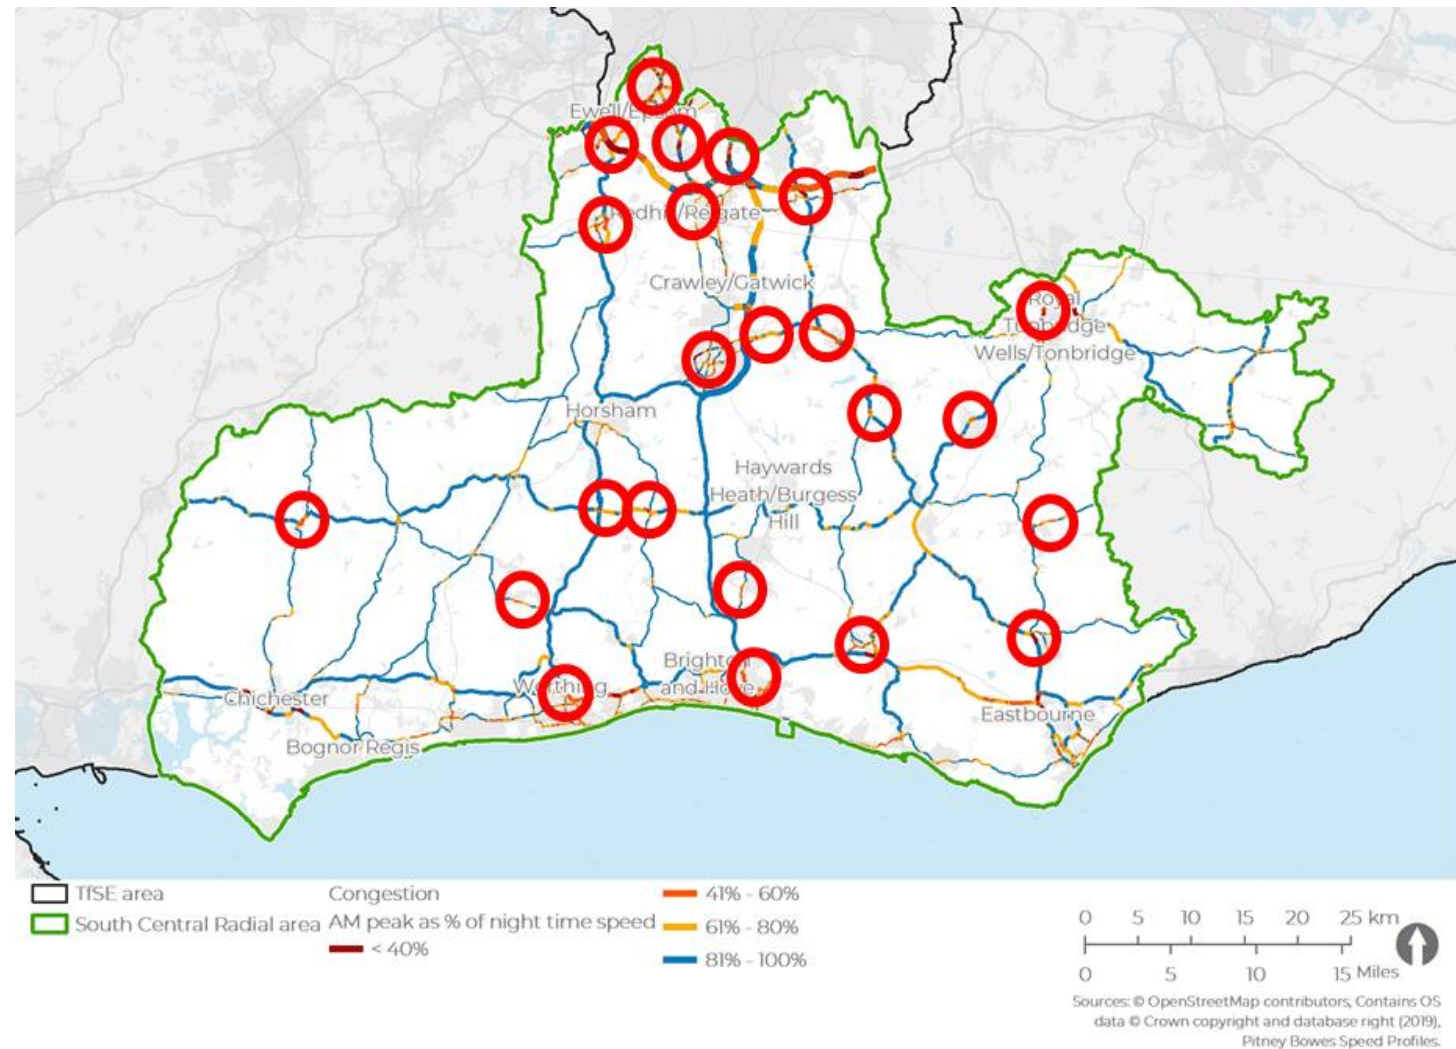 Ewell/Epsom
Redhill/Reigate
Crawley/Gatwick
Royal
Tunbridge
Wells/Tonbridge
Horsham
Haywards
Heath/Burgess
Hill
Brighton
and Hove
Worthing
Chichester
Eastbourne
Bognor Regis
TfSE area
South Central Radial area
Congestion
AM peak as % of night time speed
< 40%
41% - 60%
61% - 80%
81% - 100%
0 5 10 15 20 25 km
0 5 10 15 Miles
Sources: © OpenStreetMap contributors, Contains OS
data © Crown copyright and database right (2019),
Pitney Bowes Speed Profiles.